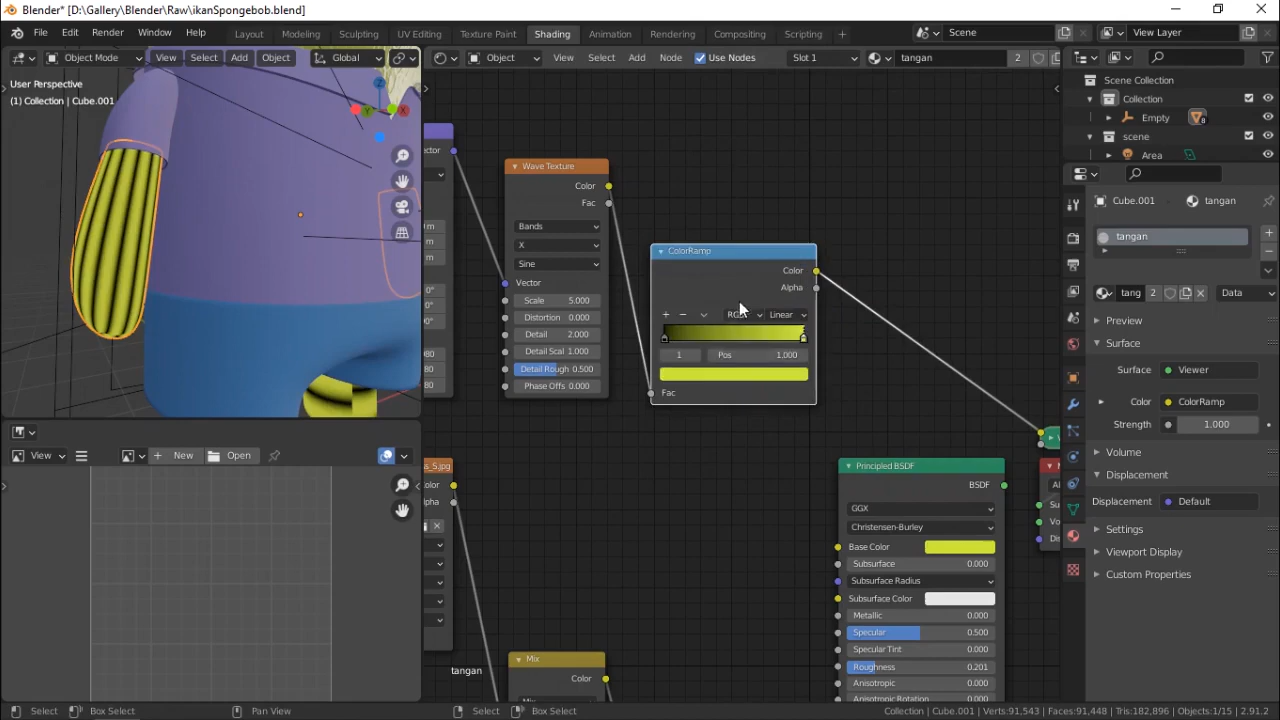 Blender* [D:\Gallery\Blender\Raw\ikanSpongebob.blend]
File Edit Render Window Help Layout Modeling Sculpting UV Editing Texture Paint Shading Animation Rendering Compositing Scripting Scene View Layer
Object Mode View Select Add Object Global
Object View Select Add Node Use Nodes Slot 1 tangan 2
User Perspective
(1) Collection | Cube.001
Z
Y
X
Vector
Wave Texture
Color
Fac
Bands
X
Sine
Vector
Scale 5.000
Distortion 0.000
Detail 2.000
Detail Scal 1.000
Detail Rough 0.500
Phase Offs 0.000
ColorRamp
Color
Alpha
Linear
1 Pos 1.000
Fac
Principled BSDF
BSDF
GGX
Christensen-Burley
Base Color
Subsurface 0.000
Subsurface Radius
Subsurface Color
Metallic 0.000
Specular 0.500
Specular Tint 0.000
Roughness 0.201
Anisotropic 0.000
Anisotropic Rotation
Mix
Color
tangan
View New Open
Scene Collection
Collection
Empty 8
scene
Area
Cube.001 tangan
tangan
tang 2 Data
Preview
Surface
Surface Viewer
Color ColorRamp
Strength 1.000
Volume
Displacement
Displacement Default
Settings
Viewport Display
Custom Properties
Select Box Select Pan View Select Box Select Collection | Cube.001 | Verts:91,543 | Faces:91,448 | Tris:182,896 | Objects:1/15 | 2.91.2